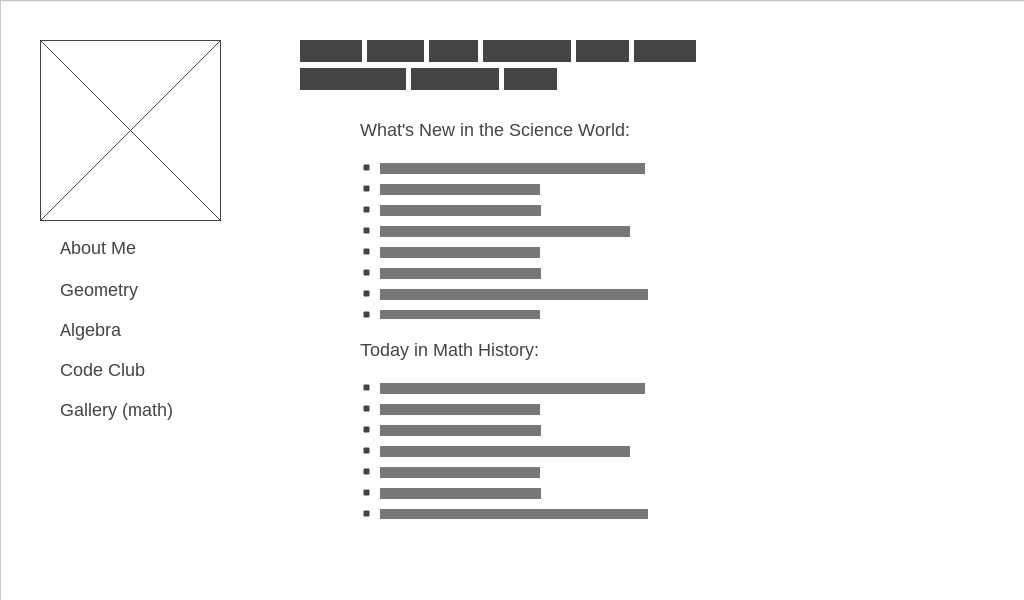 About Me
Geometry
Algebra
Code Club
Gallery (math)
What's New in the Science World:
Today in Math History: